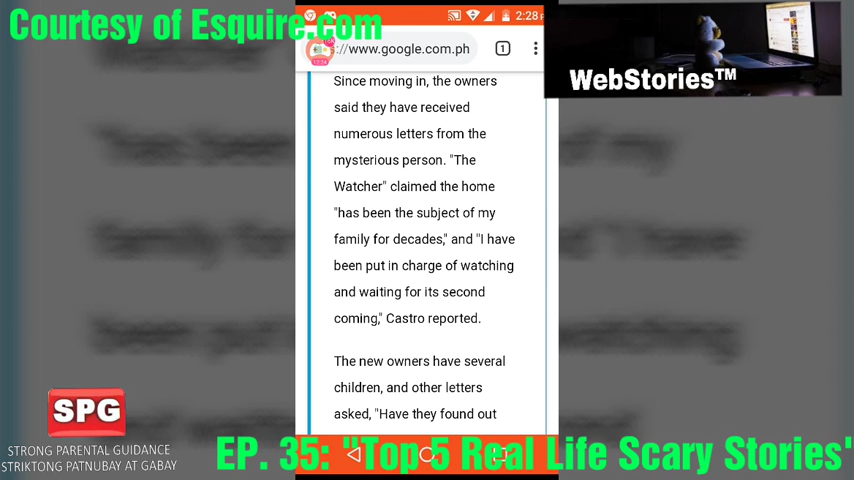 Courtesy of Esquire.com
2:28
://www.google.com.ph
1
WebStories™
Since moving in, the owners
said they have received
numerous letters from the
mysterious person. "The
Watcher" claimed the home
"has been the subject of my
family for decades," and "I have
been put in charge of watching
and waiting for its second
coming," Castro reported.
The new owners have several
children, and other letters
asked, "Have they found out
SPG
STRONG PARENTAL GUIDANCE
STRIKTONG PATNUBAY AT GABAY
EP. 35: "Top 5 Real Life Scary Stories"